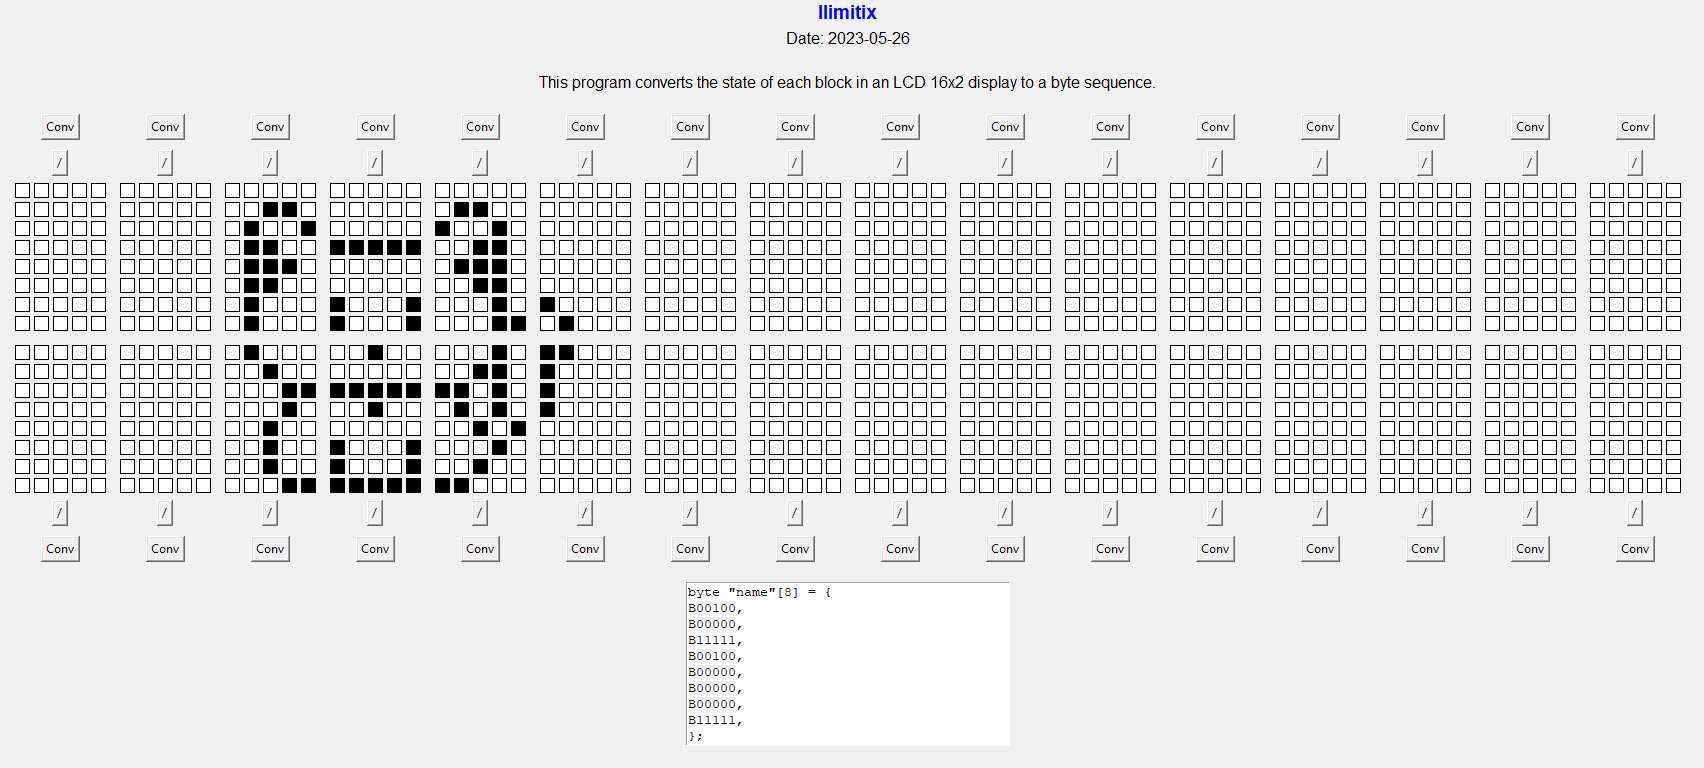 Ilimitix
Date: 2023-05-26
This program converts the state of each block in an LCD 16x2 display to a byte sequence.
Conv Conv Conv Conv Conv Conv Conv Conv Conv Conv Conv Conv Conv Conv Conv Conv
/ / / / / / / / / / / / / / / /
/ / / / / / / / / / / / / / / /
Conv Conv Conv Conv Conv Conv Conv Conv Conv Conv Conv Conv Conv Conv Conv Conv
byte "name"[8] = {
B00100,
B00000,
B11111,
B00100,
B00000,
B00000,
B00000,
B11111,
};